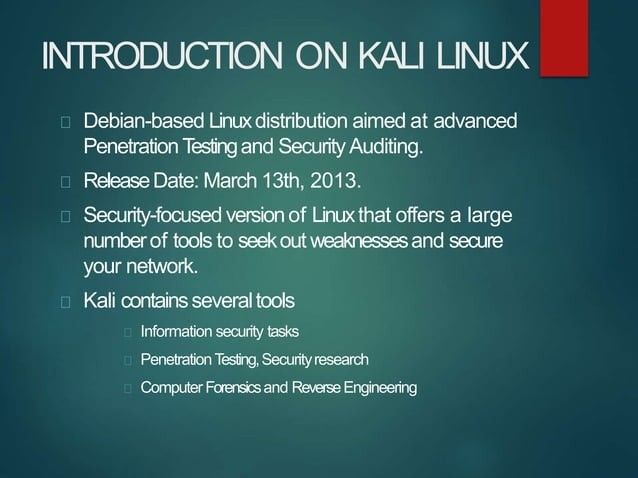 INTRODUCTION ON KALI LINUX
Debian-based Linux distribution aimed at advanced
Penetration Testing and Security Auditing.
Release Date: March 13th, 2013.
Security-focused version of Linux that offers a large
number of tools to seek out weaknesses and secure
your network.
Kali contains several tools
Information security tasks
Penetration Testing, Security research
Computer Forensics and Reverse Engineering